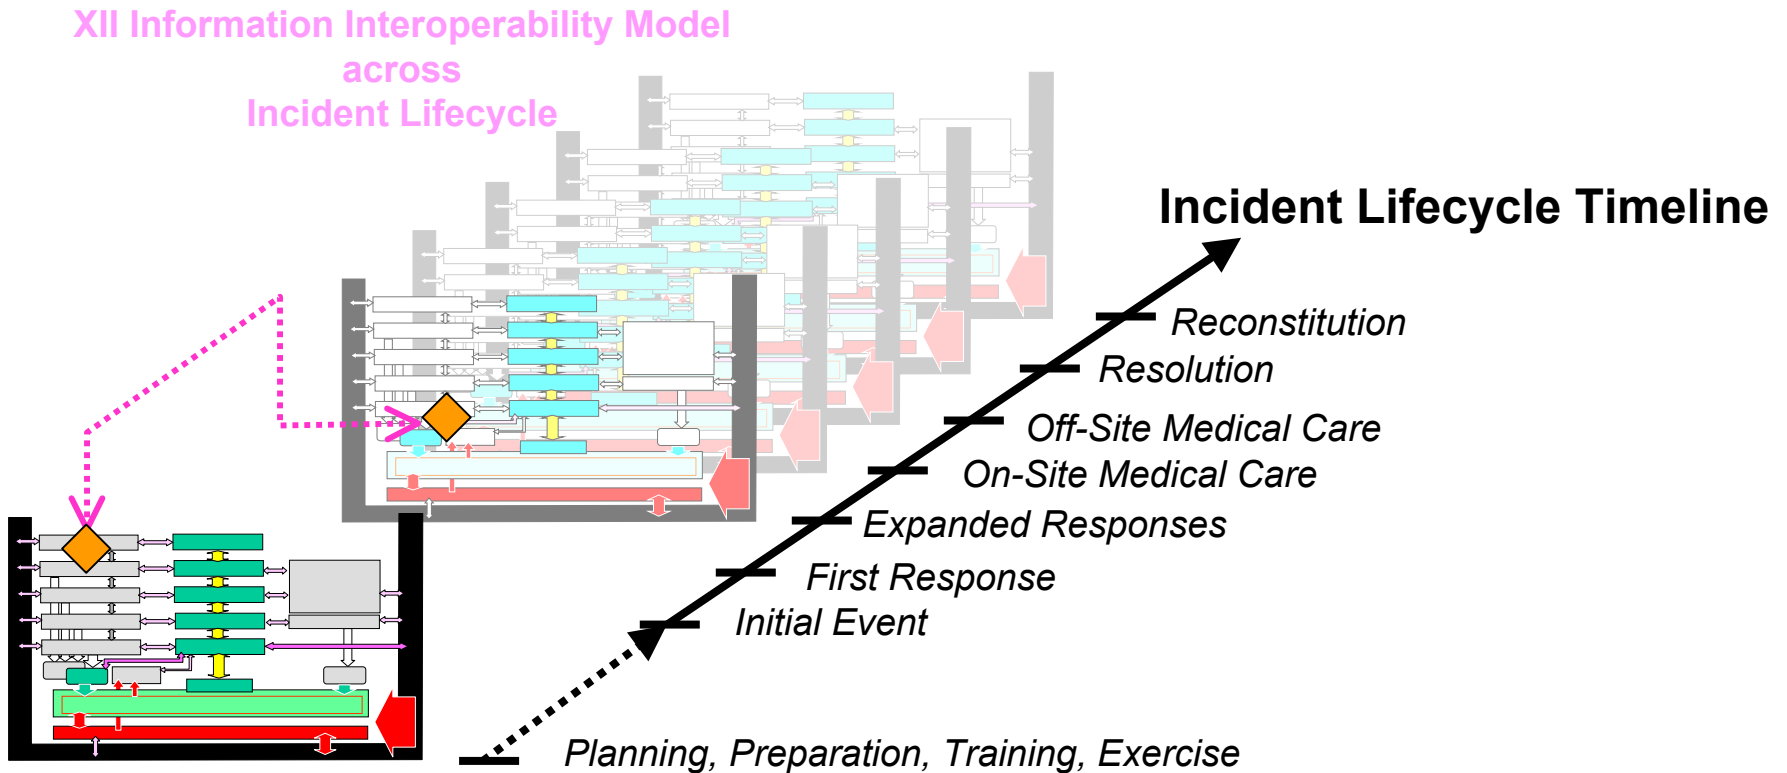 XII Information Interoperability Model
across
Incident Lifecycle
Incident Lifecycle Timeline
Reconstitution
Resolution
Off-Site Medical Care
On-Site Medical Care
Expanded Responses
First Response
Initial Event
Planning, Preparation, Training, Exercise